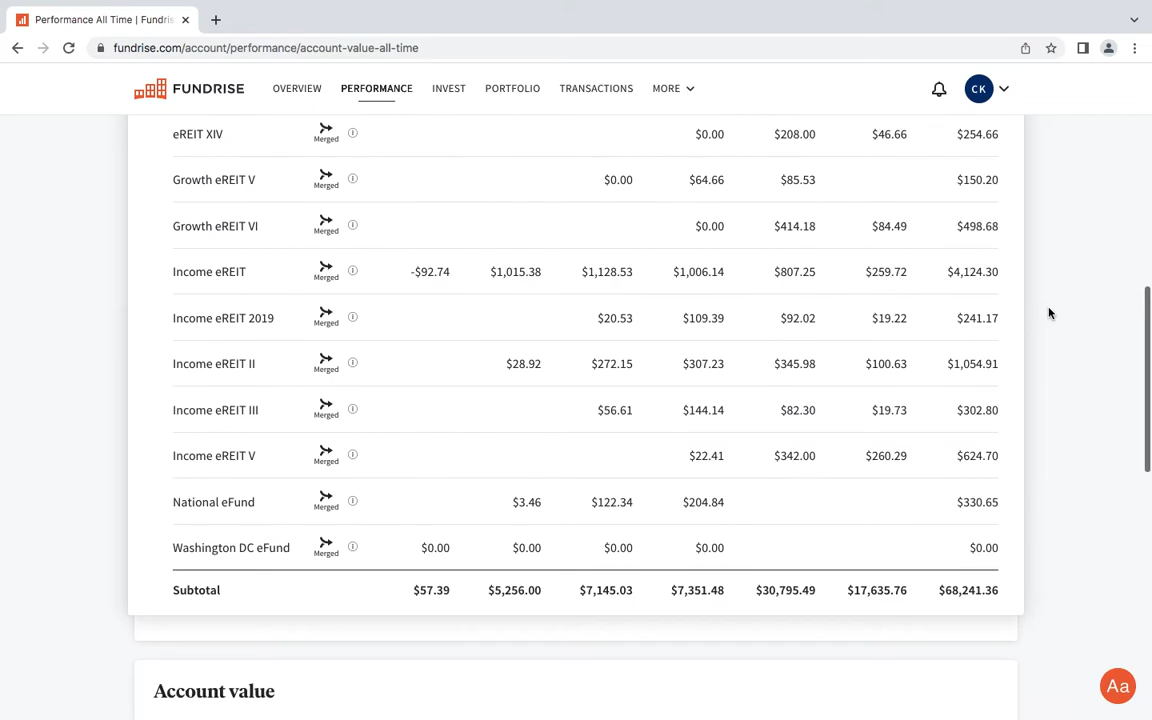 Performance All Time | Fundris
fundrise.com/account/performance/account-value-all-time
FUNDRISE OVERVIEW PERFORMANCE INVEST PORTFOLIO TRANSACTIONS MORE CK
eREIT XIV Merged $0.00 $208.00 $46.66 $254.66
Growth eREIT V Merged $0.00 $64.66 $85.53 $150.20
Growth eREIT VI Merged $0.00 $414.18 $84.49 $498.68
Income eREIT Merged -$92.74 $1,015.38 $1,128.53 $1,006.14 $807.25 $259.72 $4,124.30
Income eREIT 2019 Merged $20.53 $109.39 $92.02 $19.22 $241.17
Income eREIT II Merged $28.92 $272.15 $307.23 $345.98 $100.63 $1,054.91
Income eREIT III Merged $56.61 $144.14 $82.30 $19.73 $302.80
Income eREIT V Merged $22.41 $342.00 $260.29 $624.70
National eFund Merged $3.46 $122.34 $204.84 $330.65
Washington DC eFund Merged $0.00 $0.00 $0.00 $0.00 $0.00
Subtotal $57.39 $5,256.00 $7,145.03 $7,351.48 $30,795.49 $17,635.76 $68,241.36
Account value
Aa